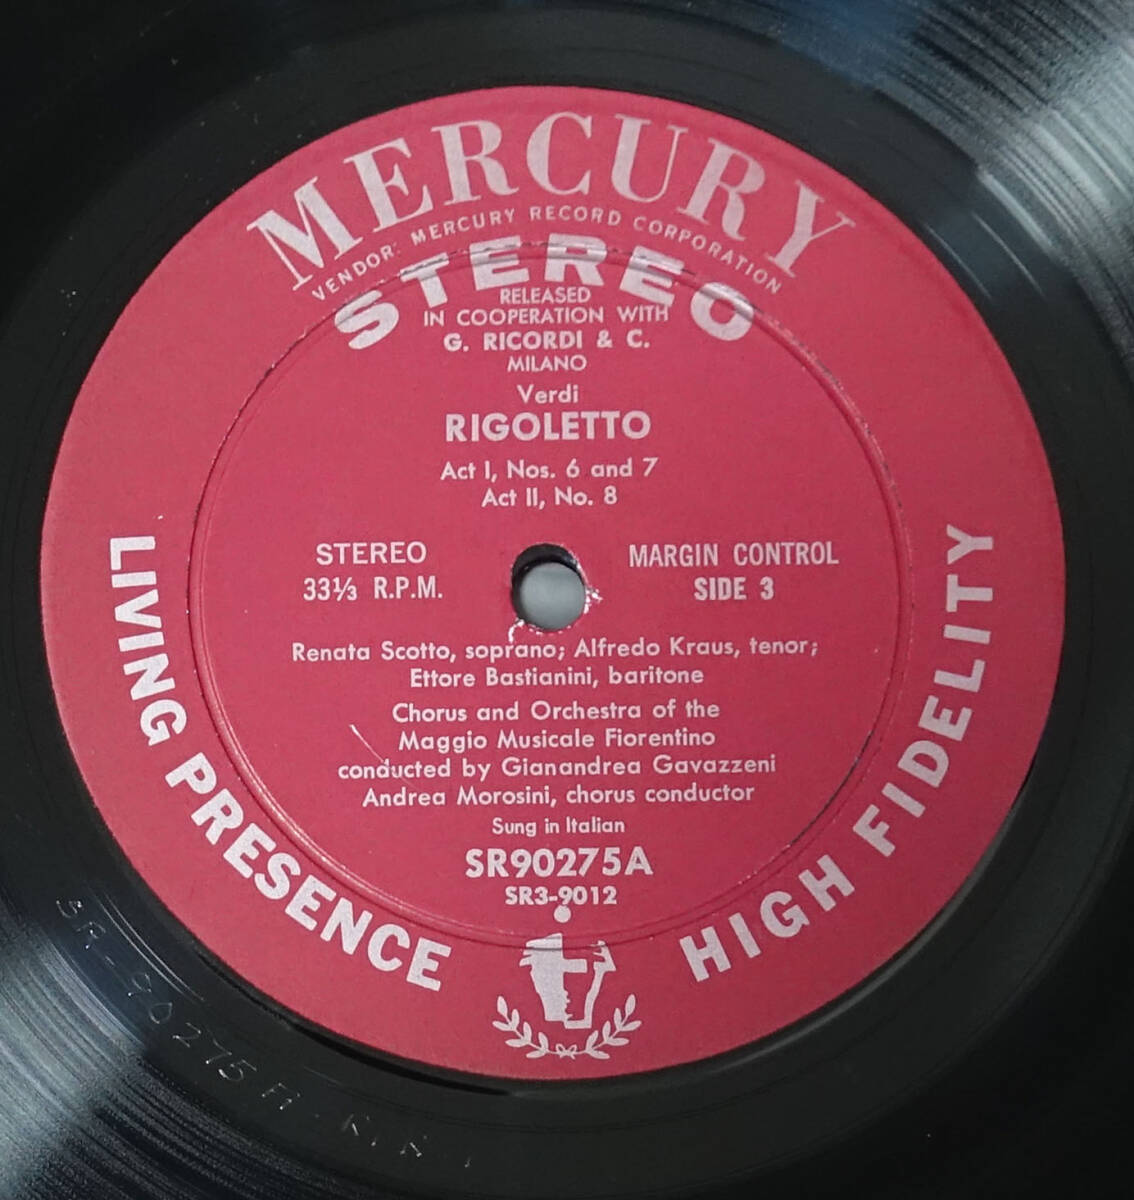 MERCURY
VENDOR: MERCURY RECORD CORPORATION
STEREO
RELEASED
IN COOPERATION WITH
G. RICORDI & C.
MILANO
Verdi
RIGOLETTO
Act I, Nos. 6 and 7
Act II, No. 8
STEREO
33⅓ R.P.M.
MARGIN CONTROL
SIDE 3
Renata Scotto, soprano; Alfredo Kraus, tenor;
Ettore Bastianini, baritone
Chorus and Orchestra of the
Maggio Musicale Fiorentino
conducted by Gianandrea Gavazzeni
Andrea Morosini, chorus conductor
Sung in Italian
SR90275A
SR3-9012
LIVING PRESENCE
HIGH FIDELITY
SR-90275A